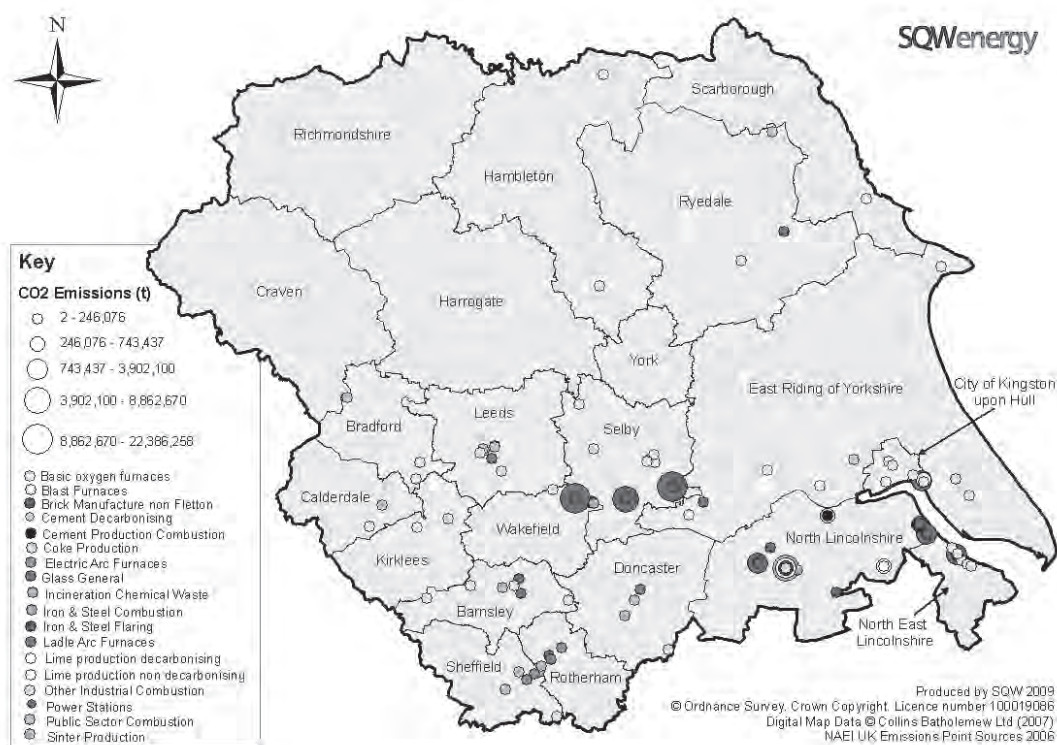 N
SQWenergy
Scarborough
Richmondshire
Hambleton
Ryedale
Craven
Harrogate
York
East Riding of Yorkshire
City of Kingston
upon Hull
Bradford
Leeds
Selby
Calderdale
Wakefield
Kirklees
North Lincolnshire
Doncaster
Barnsley
North East
Lincolnshire
Sheffield
Rotherham
Key
CO2 Emissions (t)
2 - 246,076
246,076 - 743,437
743,437 - 3,902,100
3,902,100 - 8,862,670
8,862,670 - 22,386,258
Basic oxygen furnaces
Blast Furnaces
Brick Manufacture non Fletton
Cement Decarbonising
Cement Production Combustion
Coke Production
Electric Arc Furnaces
Glass General
Incineration Chemical Waste
Iron & Steel Combustion
Iron & Steel Flaring
Ladle Arc Furnaces
Lime production decarbonising
Lime production non decarbonising
Other Industrial Combustion
Power Stations
Public Sector Combustion
Sinter Production
Produced by SQW 2009
© Ordnance Survey. Crown Copyright. Licence number 100019086
Digital Map Data © Collins Batholemew Ltd (2007)
NAEI UK Emissions Point Sources 2006